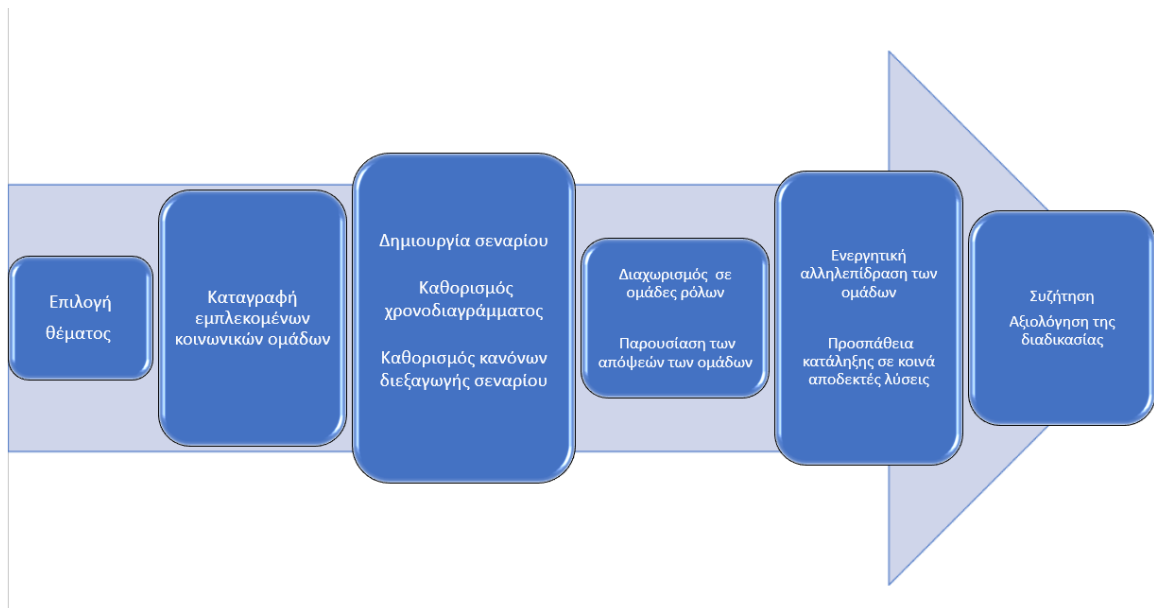 Επιλογή
θέματος
Καταγραφή
εμπλεκομένων
κοινωνικών ομάδων
Δημιουργία σεναρίου
Καθορισμός
χρονοδιαγράμματος
Καθορισμός κανόνων
διεξαγωγής σεναρίου
Διαχωρισμός σε
ομάδες ρόλων
Παρουσίαση των
απόψεών των ομάδων
Ενεργητική
αλληλεπίδραση των
ομάδων
Προσπάθεια
κατάληξης σε κοινά
αποδεκτές λύσεις
Συζήτηση
Αξιολόγηση της
διαδικασίας